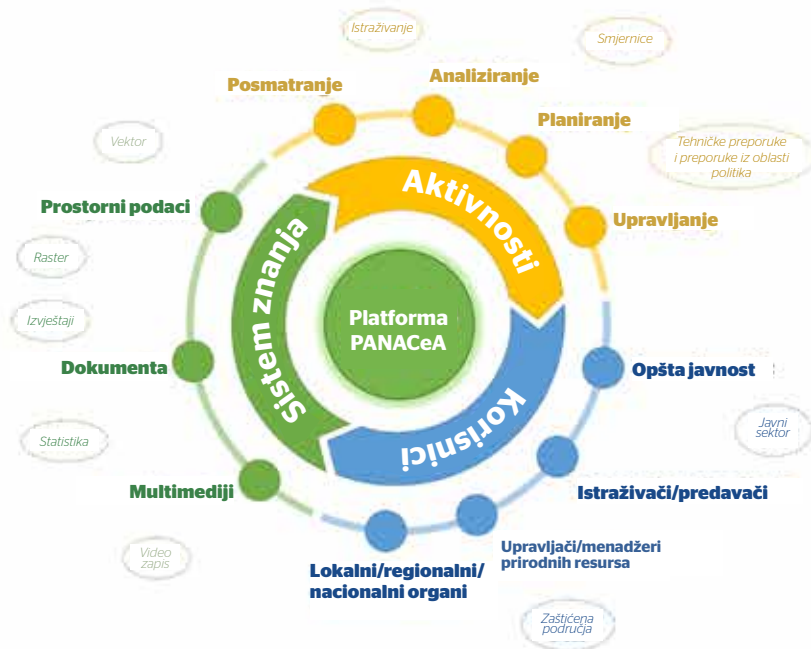 Istraživanje
Smjernice
Posmatranje
Analiziranje
Planiranje
Vektor
Tehničke preporuke
i preporuke iz oblasti
politika
Aktivnosti
Prostorni podaci
Upravljanje
Sistem znanja
Raster
Izvještaji
Platforma
PANACeA
Dokumenta
Opšta javnost
Korisnici
Javni
sektor
Statistika
Multimediji
Istraživači/predavači
Video
zapis
Lokalni/regionalni/
nacionalni organi
Upravljači/menadžeri
prirodnih resursa
Zaštićena
područja